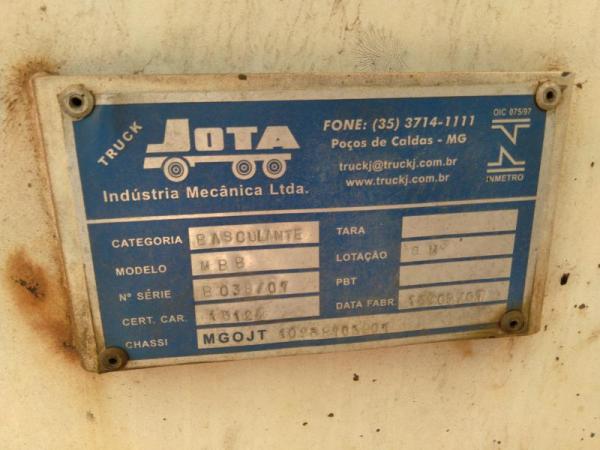 TRUCK JOTA
Indústria Mecânica Ltda.
FONE: (35) 3714-1111
Poços de Caldas - MG
truckj@truckj.com.br
www.truckj.com.br
OIC 075/97
INMETRO
CATEGORIA BASCULANTE
MODELO MBB
Nº SÉRIE B038/07
CERT. CAR.
CHASSI MGOJT
TARA
LOTAÇÃO
PBT
DATA FABR.